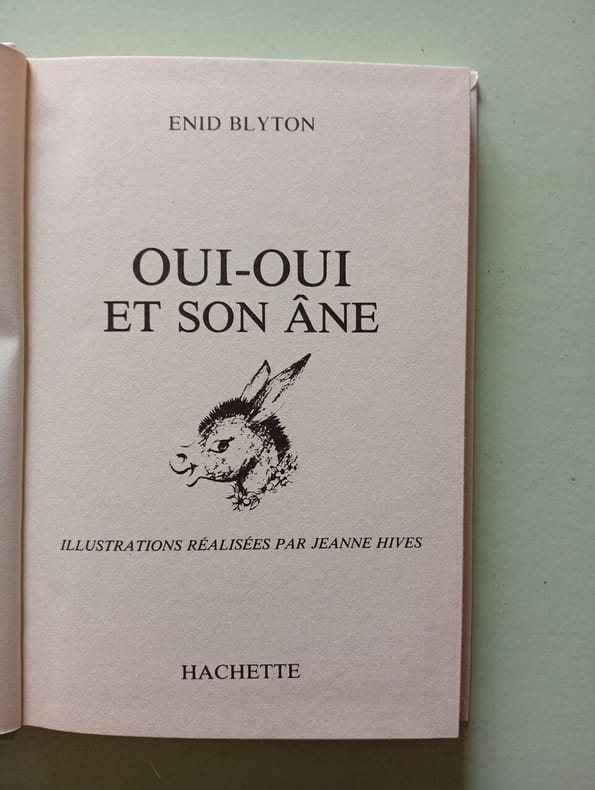 ENID BLYTON
OUI-OUI
ET SON ÂNE
ILLUSTRATIONS RÉALISÉES PAR JEANNE HIVES
HACHETTE